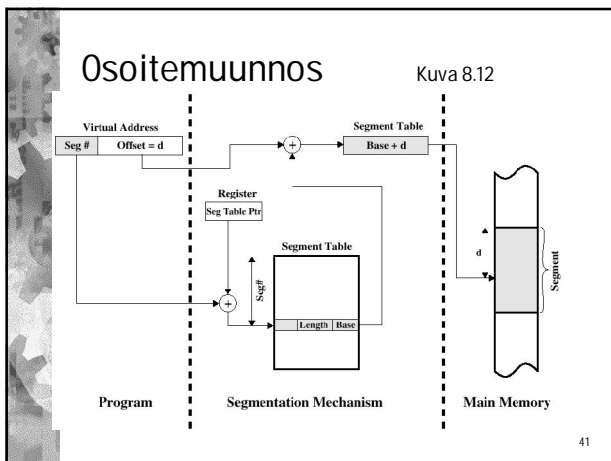 Osoitemuunnos
Kuva 8.12
Virtual Address
Seg #
Offset = d
+
Segment Table
Base + d
Register
Seg Table Ptr
Segment Table
Seg#
+
Length
Base
d
Segment
Program
Segmentation Mechanism
Main Memory
41